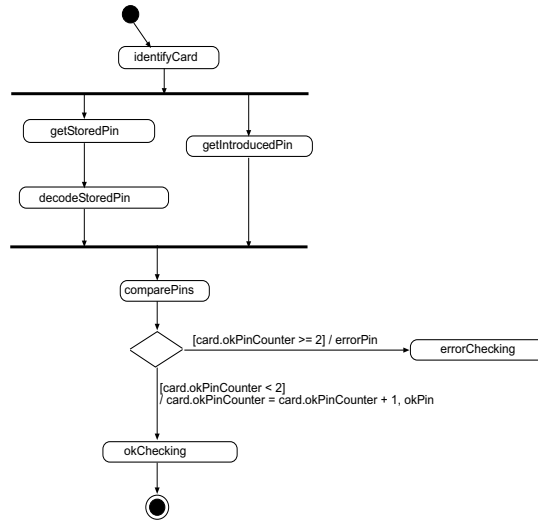 identifyCard
getStoredPin
getIntroducedPin
decodeStoredPin
comparePins
[card.okPinCounter >= 2] / errorPin
errorChecking
[card.okPinCounter < 2]
/ card.okPinCounter = card.okPinCounter + 1, okPin
okChecking